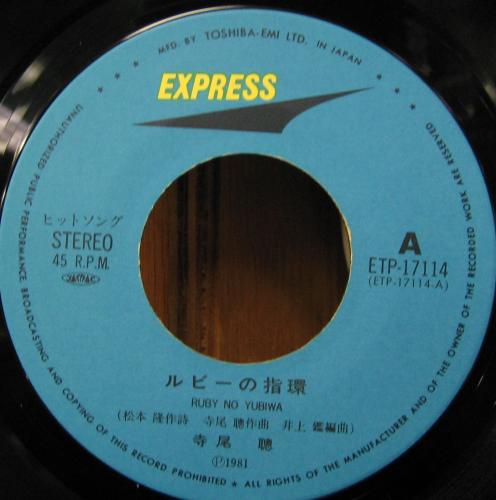 MFD. BY TOSHIBA-EMI LTD. IN JAPAN
EXPRESS
ヒットソング
STEREO
45 R.P.M.
JASRAC
A
ETP-17114
(ETP-17114-A)
ルビーの指環
RUBY NO YUBIWA
(松本 隆作詩 寺尾 聰作曲 井上 鑑編曲)
寺尾 聰
Ⓟ1981
UNAUTHORIZED PUBLIC PERFORMANCE, BROADCASTING AND COPYING OF THIS RECORD PROHIBITED ★ ALL RIGHTS OF THE MANUFACTURER AND OF THE OWNER OF THE RECORDED WORK ARE RESERVED